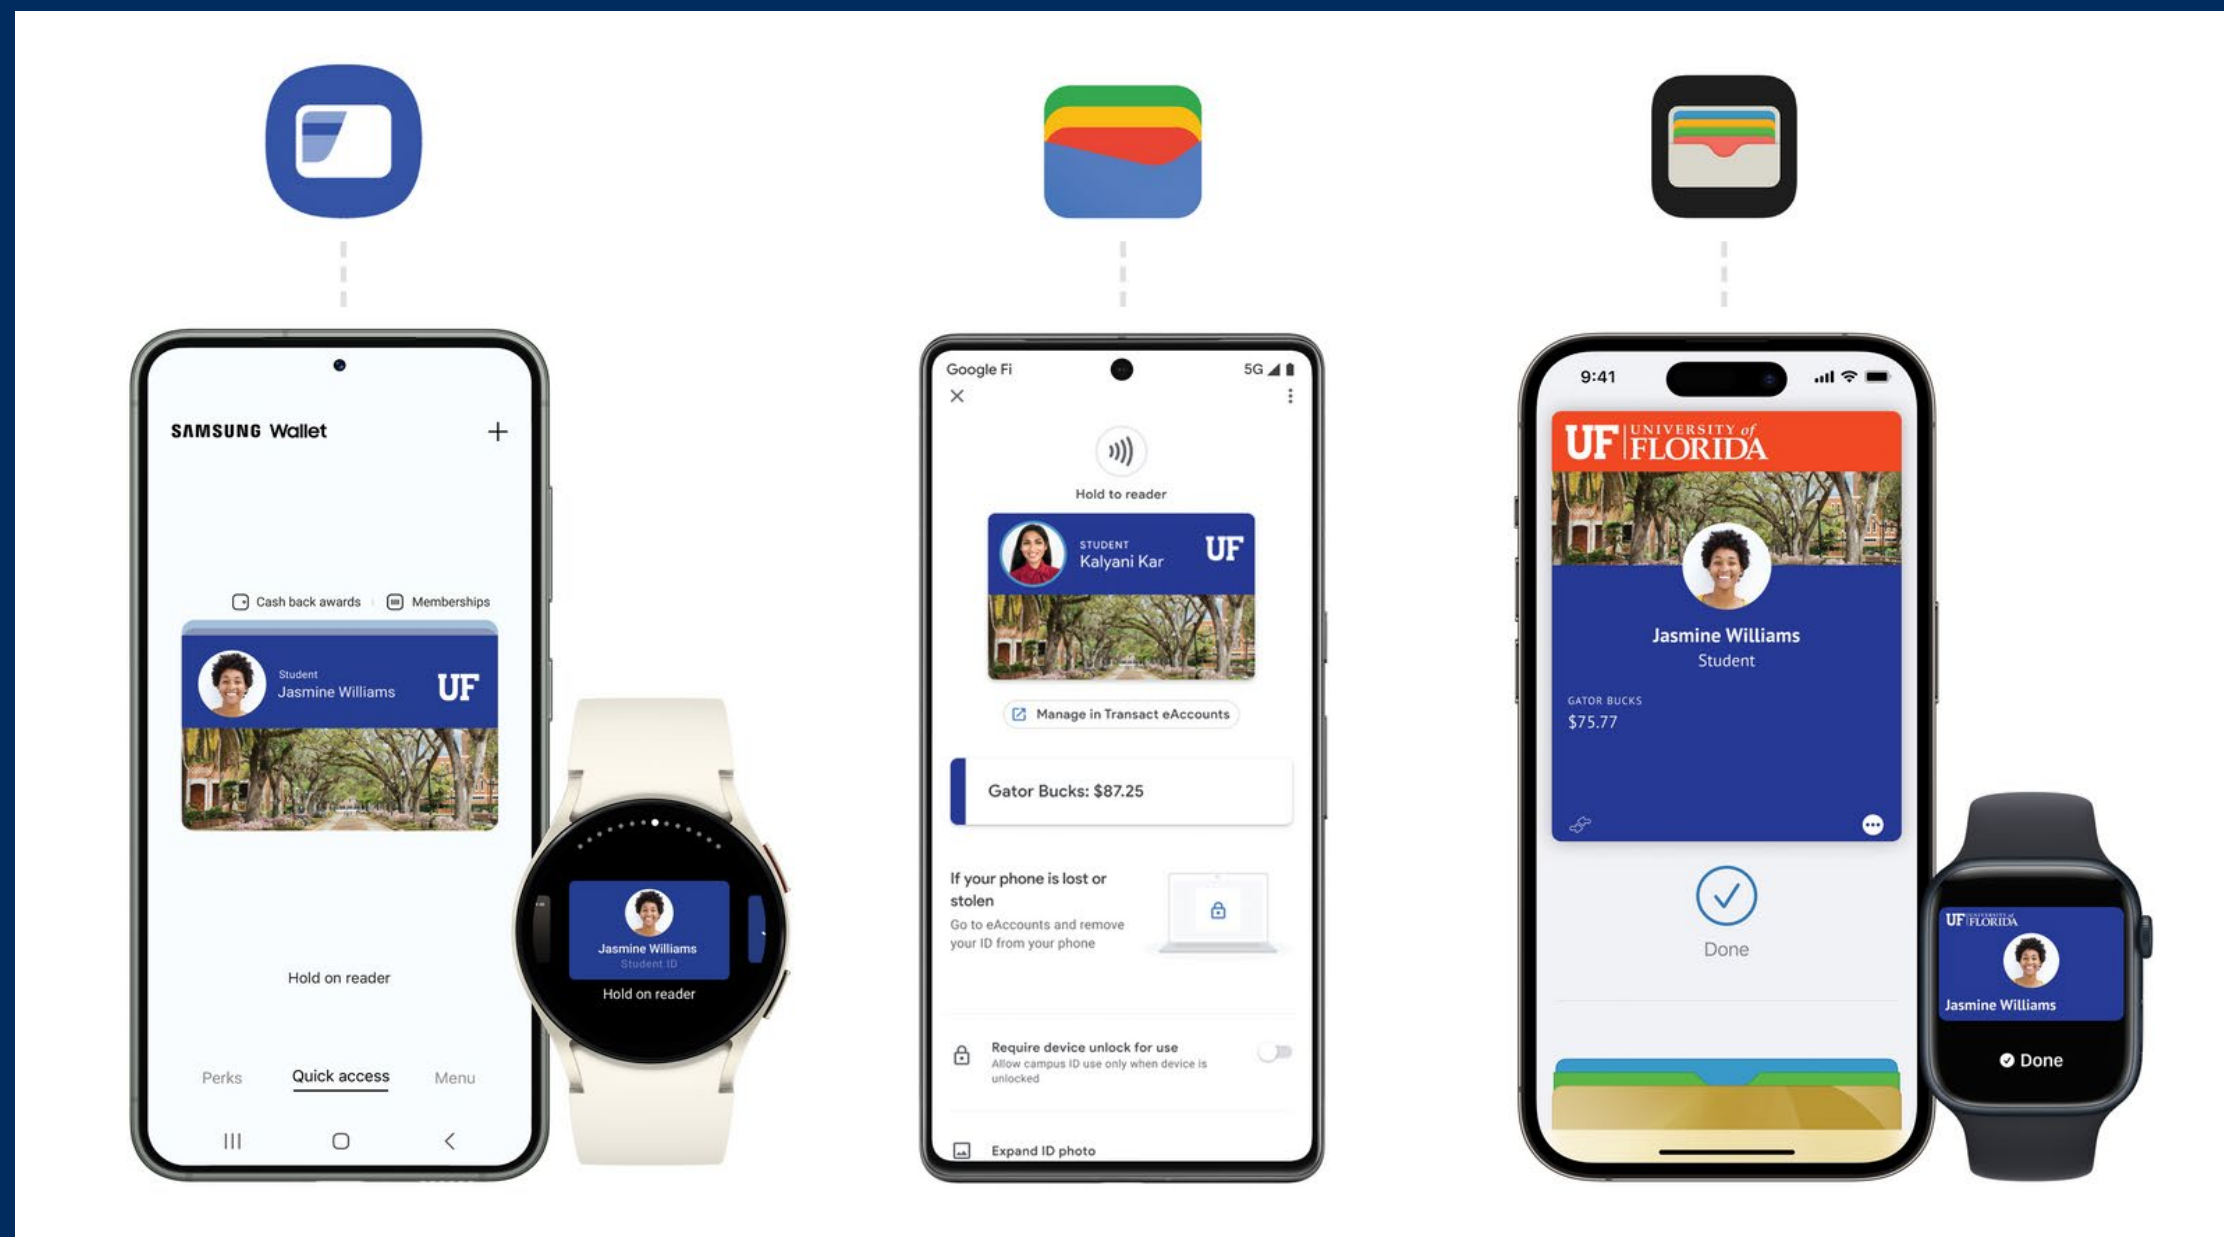 SAMSUNG Wallet
Cash back awards
Memberships
Student
Jasmine Williams
UF
Hold on reader
Perks
Quick access
Menu
Jasmine Williams
Student ID
Hold on reader
Google Fi
5G
Hold to reader
STUDENT
Kalyani Kar
UF
Manage in Transact eAccounts
Gator Bucks: $87.25
If your phone is lost or
stolen
Go to eAccounts and remove
your ID from your phone
Require device unlock for use
Allow campus ID use only when device is
unlocked
Expand ID photo
9:41
UF UNIVERSITY of
FLORIDA
Jasmine Williams
Student
GATOR BUCKS
$75.77
Done
UF UNIVERSITY of
FLORIDA
Jasmine Williams
Done